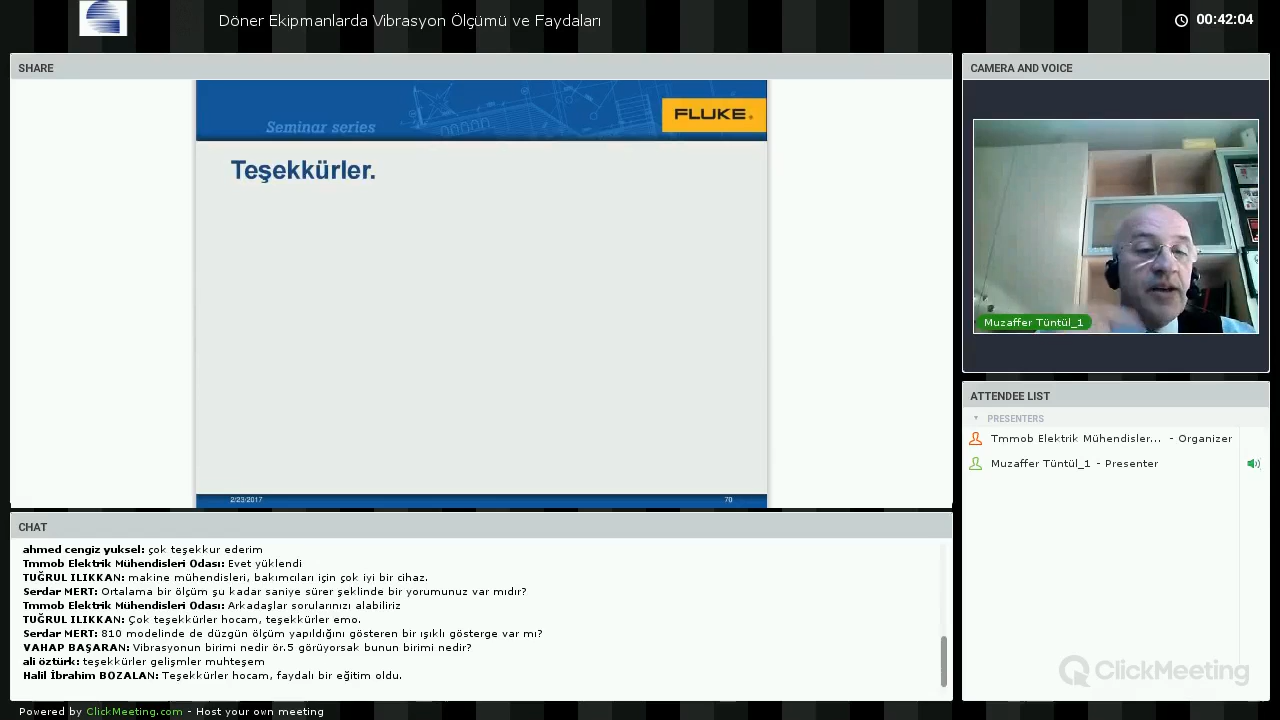 Döner Ekipmanlarda Vibrasyon Ölçümü ve Faydaları
00:42:04
SHARE
Seminar series
FLUKE®
Teşekkürler.
2/23/2017
70
CAMERA AND VOICE
Muzaffer Tüntül_1
ATTENDEE LIST
PRESENTERS
Tmmob Elektrik Mühendisler... - Organizer
Muzaffer Tüntül_1 - Presenter
CHAT
ahmed cengiz yuksel: çok teşekkur ederim
Tmmob Elektrik Mühendisleri Odası: Evet yüklendi
TUĞRUL ILIKKAN: makine mühendisleri, bakımcıları için çok iyi bir cihaz.
Serdar MERT: Ortalama bir ölçüm şu kadar saniye sürer şeklinde bir yorumunuz var mıdır?
Tmmob Elektrik Mühendisleri Odası: Arkadaşlar sorularınızı alabiliriz
TUĞRUL ILIKKAN: Çok teşekkürler hocam, teşekkürler emo.
Serdar MERT: 810 modelinde de düzgün ölçüm yapıldığını gösteren bir ışıklı gösterge var mı?
VAHAP BAŞARAN: Vibrasyonun birimi nedir ör.5 görüyorsak bunun birimi nedir?
ali öztürk: teşekkürler gelişmler muhteşem
Halil İbrahim BOZALAN: Teşekkürler hocam, faydalı bir eğitim oldu.
ClickMeeting
Powered by ClickMeeting.com - Host your own meeting